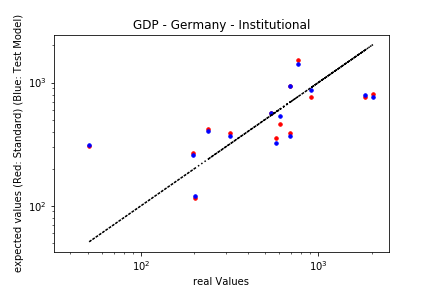 GDP - Germany - Institutional
expected values (Red: Standard) (Blue: Test Model)
10³
10²
10²
10³
real Values